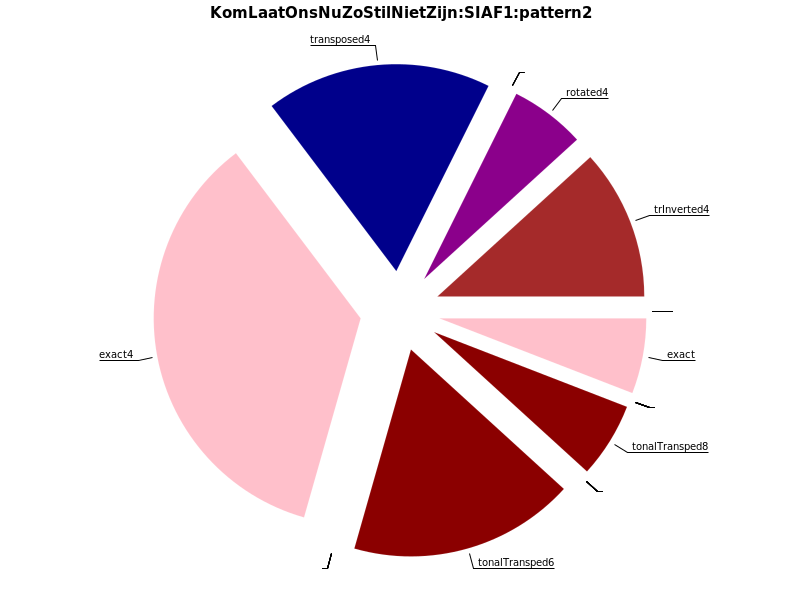 KomLaatOnsNuZoStilNietZijn:SIAF1:pattern2
transposed4
rotated4
trInverted4
exact4
exact
tonalTransped8
tonalTransped6